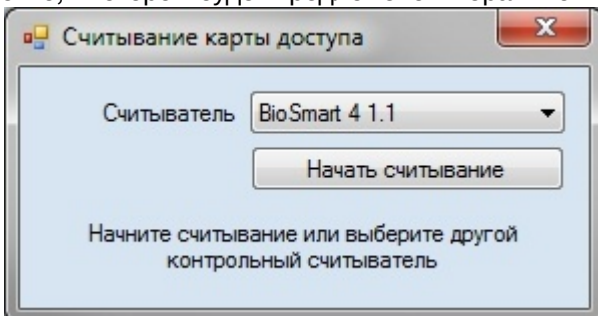 Считывание карты доступа
Считыватель BioSmart 4 1.1
Начать считывание
Начните считывание или выберите другой
контрольный считыватель